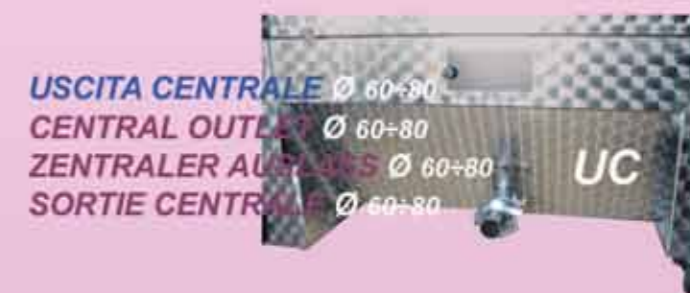 USCITA CENTRALE Ø 60÷80
CENTRAL OUTLET Ø 60÷80
ZENTRALER AUSLASS Ø 60÷80
SORTIE CENTRALE Ø 60÷80
UC